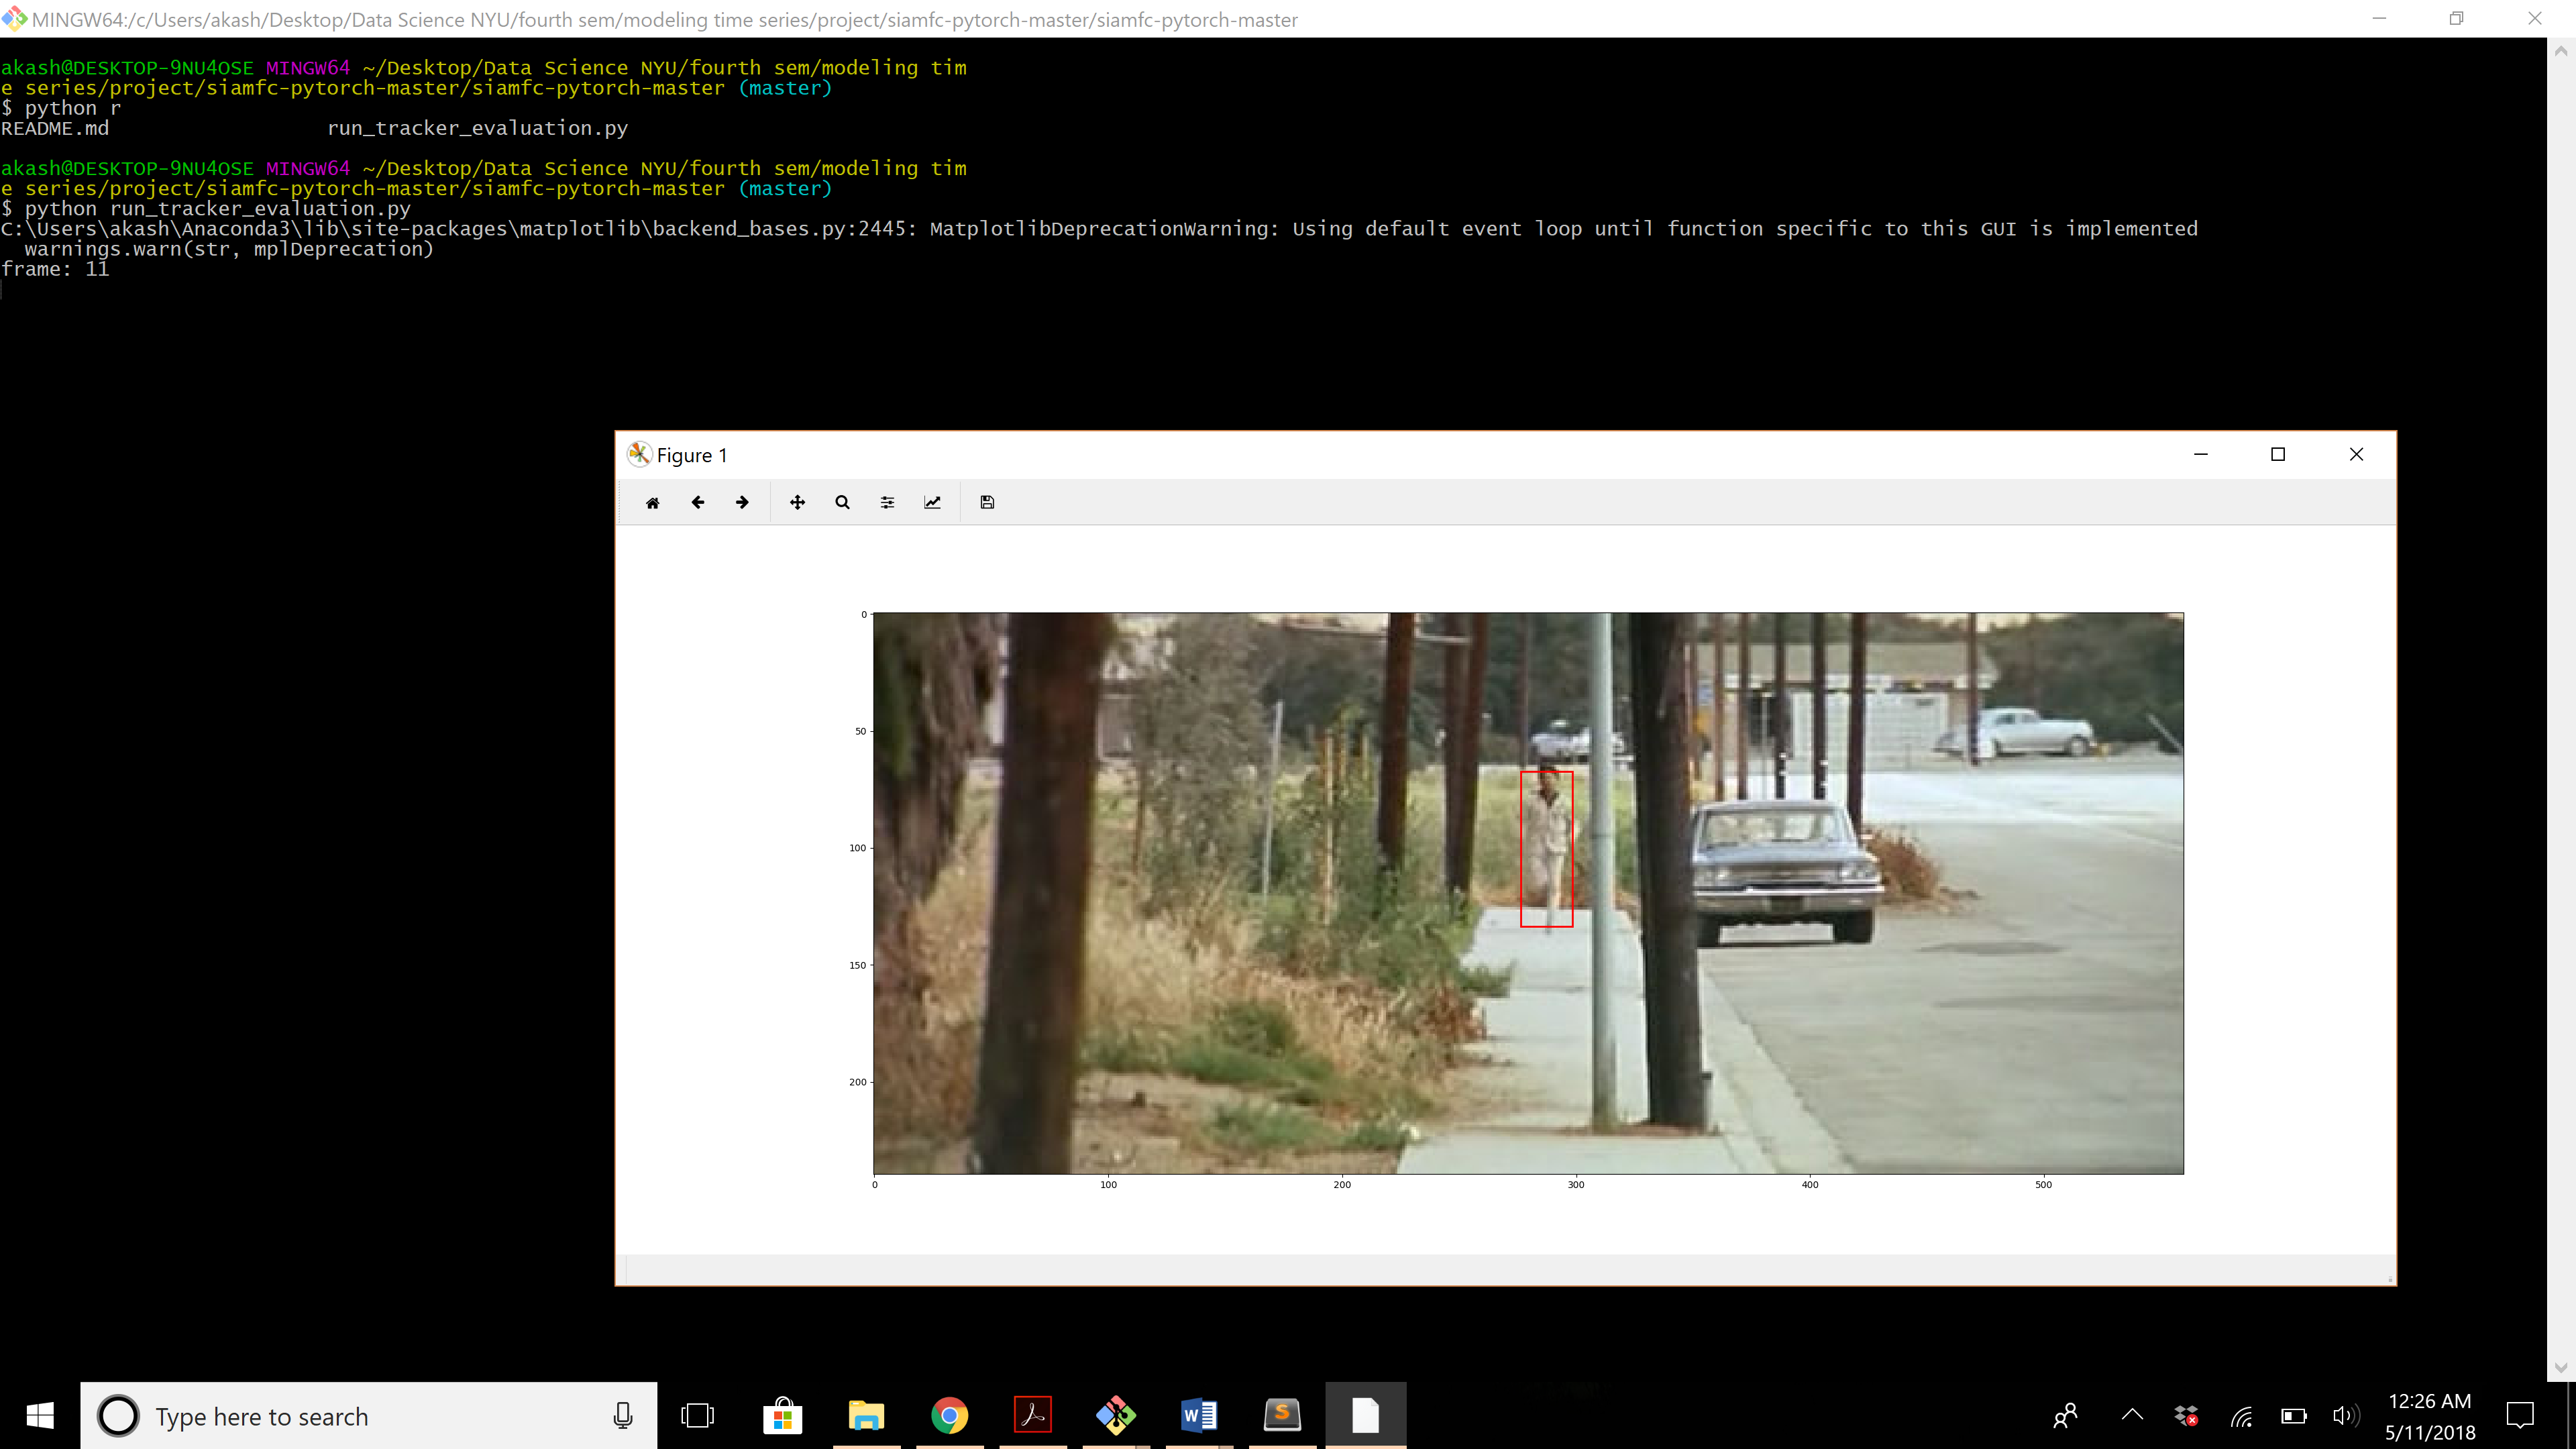 MINGW64:/c/Users/akash/Desktop/Data Science NYU/fourth sem/modeling time series/project/siamfc-pytorch-master/siamfc-pytorch-master
akash@DESKTOP-9NU4OSE MINGW64 ~/Desktop/Data Science NYU/fourth sem/modeling tim
e series/project/siamfc-pytorch-master/siamfc-pytorch-master (master)
$ python r
README.md run_tracker_evaluation.py
akash@DESKTOP-9NU4OSE MINGW64 ~/Desktop/Data Science NYU/fourth sem/modeling tim
e series/project/siamfc-pytorch-master/siamfc-pytorch-master (master)
$ python run_tracker_evaluation.py
C:\Users\akash\Anaconda3\lib\site-packages\matplotlib\backend_bases.py:2445: MatplotlibDeprecationWarning: Using default event loop until function specific to this GUI is implemented
warnings.warn(str, mplDeprecation)
frame: 11
Figure 1
0
50
100
150
200
0 100 200 300 400 500
Type here to search
12:26 AM
5/11/2018